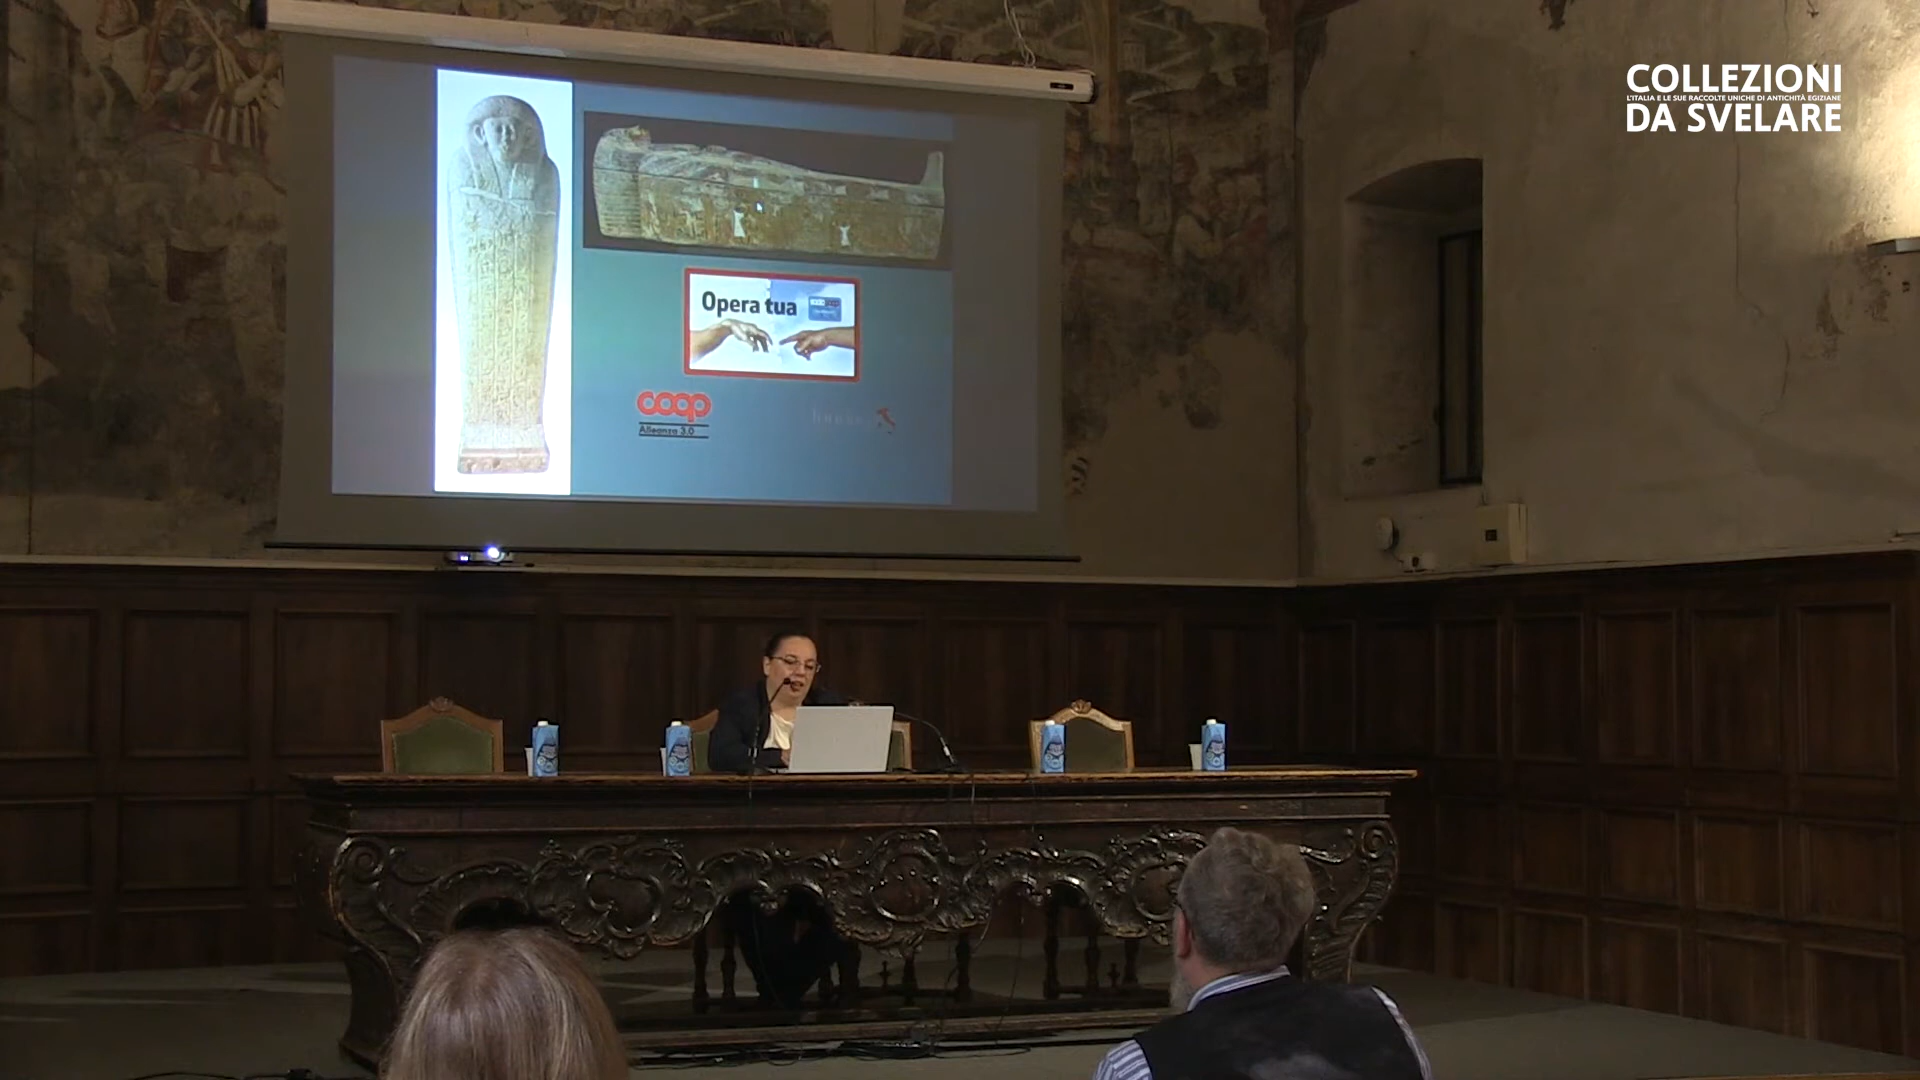 COLLEZIONI
L'ITALIA E LE SUE RACCOLTE UNICHE DI ANTICHITÀ EGIZIANE
DA SVELARE
Opera tua
coop
Alleanza 3.0